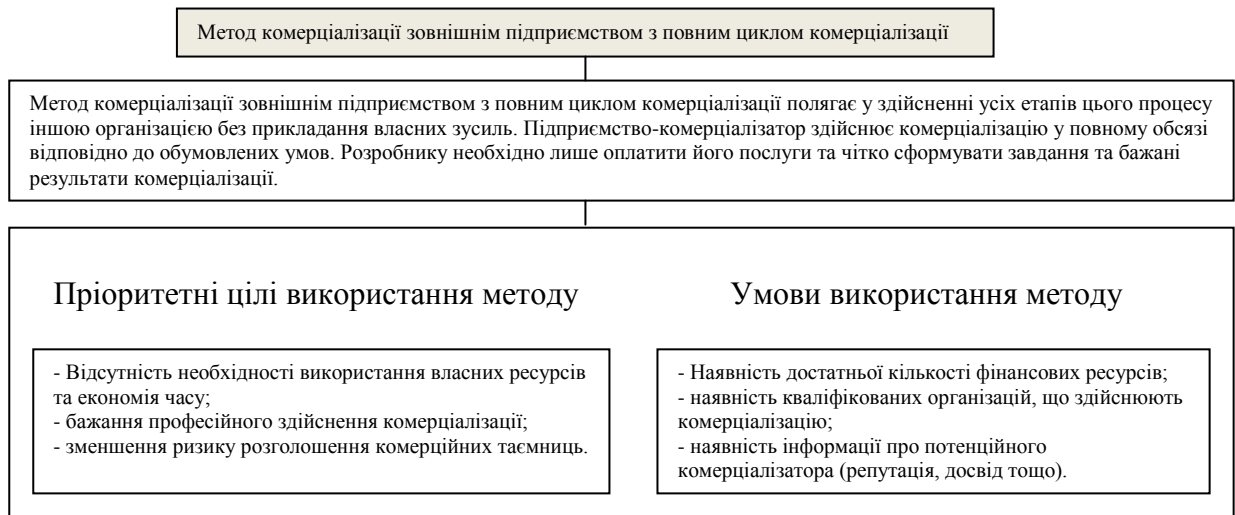 Метод комерціалізації зовнішнім підприємством з повним циклом комерціалізації
Метод комерціалізації зовнішнім підприємством з повним циклом комерціалізації полягає у здійсненні усіх етапів цього процесу
іншою організацією без прикладання власних зусиль. Підприємство-комерціалізатор здійснює комерціалізацію у повному обсязі
відповідно до обумовлених умов. Розробнику необхідно лише оплатити його послуги та чітко сформувати завдання та бажані
результати комерціалізації.
Пріоритетні цілі використання методу
- Відсутність необхідності використання власних ресурсів
та економія часу;
- бажання професійного здійснення комерціалізації;
- зменшення ризику розголошення комерційних таємниць.
Умови використання методу
- Наявність достатньої кількості фінансових ресурсів;
- наявність кваліфікованих організацій, що здійснюють
комерціалізацію;
- наявність інформації про потенційного
комерціалізатора (репутація, досвід тощо).